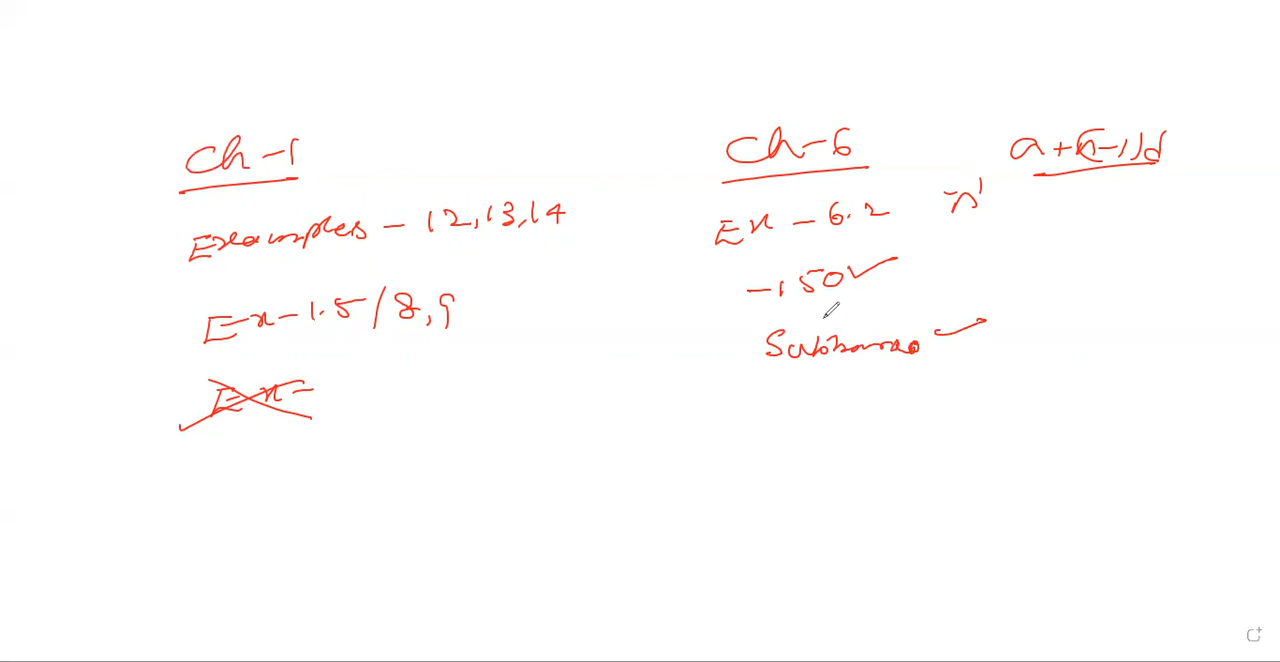 Ch-1
Examples - 12,13,14
Ex - 1.5 / 8,9
Ex -
Ch-6
a+(n-1)d
Ex - 6.2
'n'
-150✓
Subbarao ✓